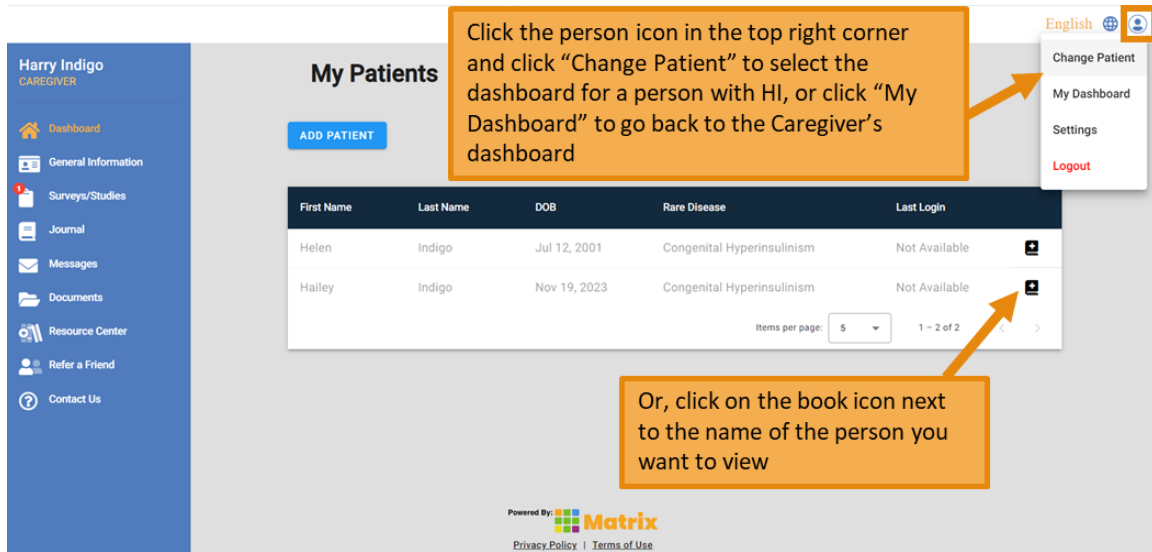 English
Click the person icon in the top right corner
and click “Change Patient” to select the
dashboard for a person with HI, or click “My
Dashboard” to go back to the Caregiver’s
dashboard
Change Patient
My Dashboard
Settings
Logout
Harry Indigo
CAREGIVER
Dashboard
General Information
1
Surveys/Studies
Journal
Messages
Documents
Resource Center
Refer a Friend
Contact Us
My Patients
ADD PATIENT
First Name Last Name DOB Rare Disease Last Login
Helen Indigo Jul 12, 2001 Congenital Hyperinsulinism Not Available
Hailey Indigo Nov 19, 2023 Congenital Hyperinsulinism Not Available
Items per page: 5 1 – 2 of 2
Or, click on the book icon next
to the name of the person you
want to view
Powered By: Matrix
Privacy Policy | Terms of Use